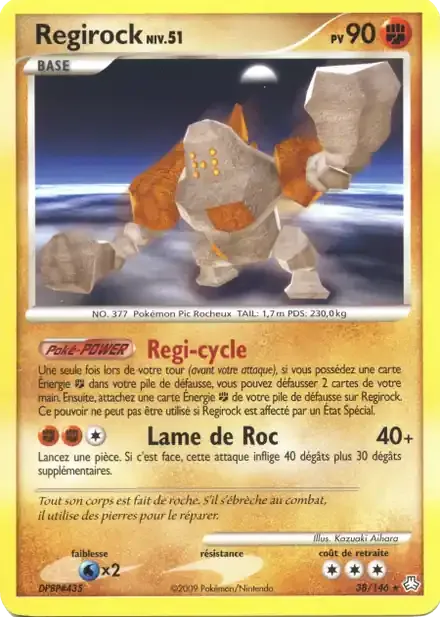 Regirock NIV.51 PV 90
BASE
NO. 377 Pokémon Pic Rocheux TAIL: 1,7m PDS: 230,0kg
Poké-POWER Regi-cycle
Une seule fois lors de votre tour (avant votre attaque), si vous possédez une carte
Énergie dans votre pile de défausse, vous pouvez défausser 2 cartes de votre
main. Ensuite, attachez une carte Énergie de votre pile de défausse sur Regirock.
Ce pouvoir ne peut pas être utilisé si Regirock est affecté par un État Spécial.
Lame de Roc 40+
Lancez une pièce. Si c'est face, cette attaque inflige 40 dégâts plus 30 dégâts
supplémentaires.
Tout son corps est fait de roche. S'il s'ébrèche au combat,
il utilise des pierres pour le réparer.
Illus. Kazuaki Aihara
faiblesse résistance coût de retraite
×2
DPBP#435 ©2009 Pokémon/Nintendo 38/146 ★